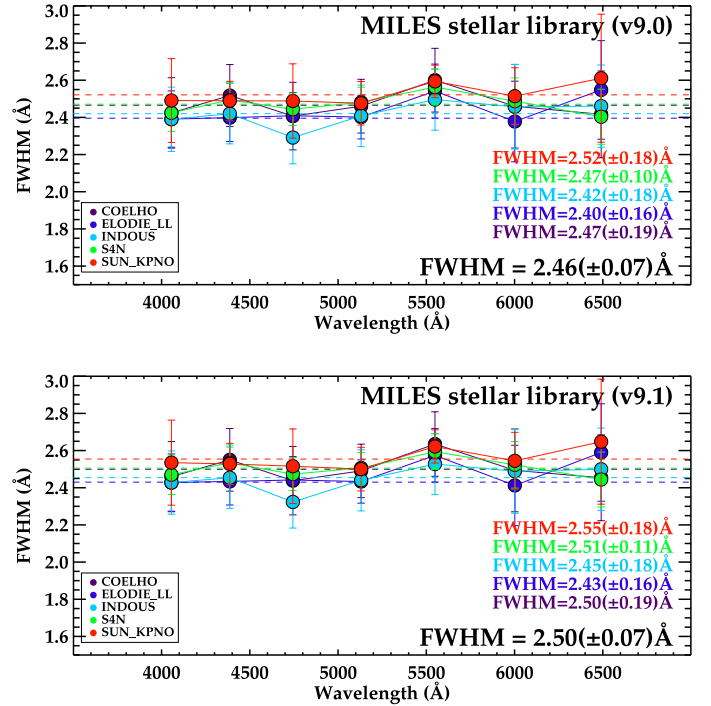 MILES stellar library (v9.0)
3.0
2.8
2.6
2.4
2.2
2.0
1.8
1.6
FWHM (Å)
FWHM=2.52(±0.18)Å
FWHM=2.47(±0.10)Å
FWHM=2.42(±0.18)Å
FWHM=2.40(±0.16)Å
FWHM=2.47(±0.19)Å
FWHM = 2.46(±0.07)Å
COELHO
ELODIE_LL
INDOUS
S4N
SUN_KPNO
4000 4500 5000 5500 6000 6500
Wavelength (Å)
MILES stellar library (v9.1)
3.0
2.8
2.6
2.4
2.2
2.0
1.8
1.6
FWHM (Å)
FWHM=2.55(±0.18)Å
FWHM=2.51(±0.11)Å
FWHM=2.45(±0.18)Å
FWHM=2.43(±0.16)Å
FWHM=2.50(±0.19)Å
FWHM = 2.50(±0.07)Å
COELHO
ELODIE_LL
INDOUS
S4N
SUN_KPNO
4000 4500 5000 5500 6000 6500
Wavelength (Å)